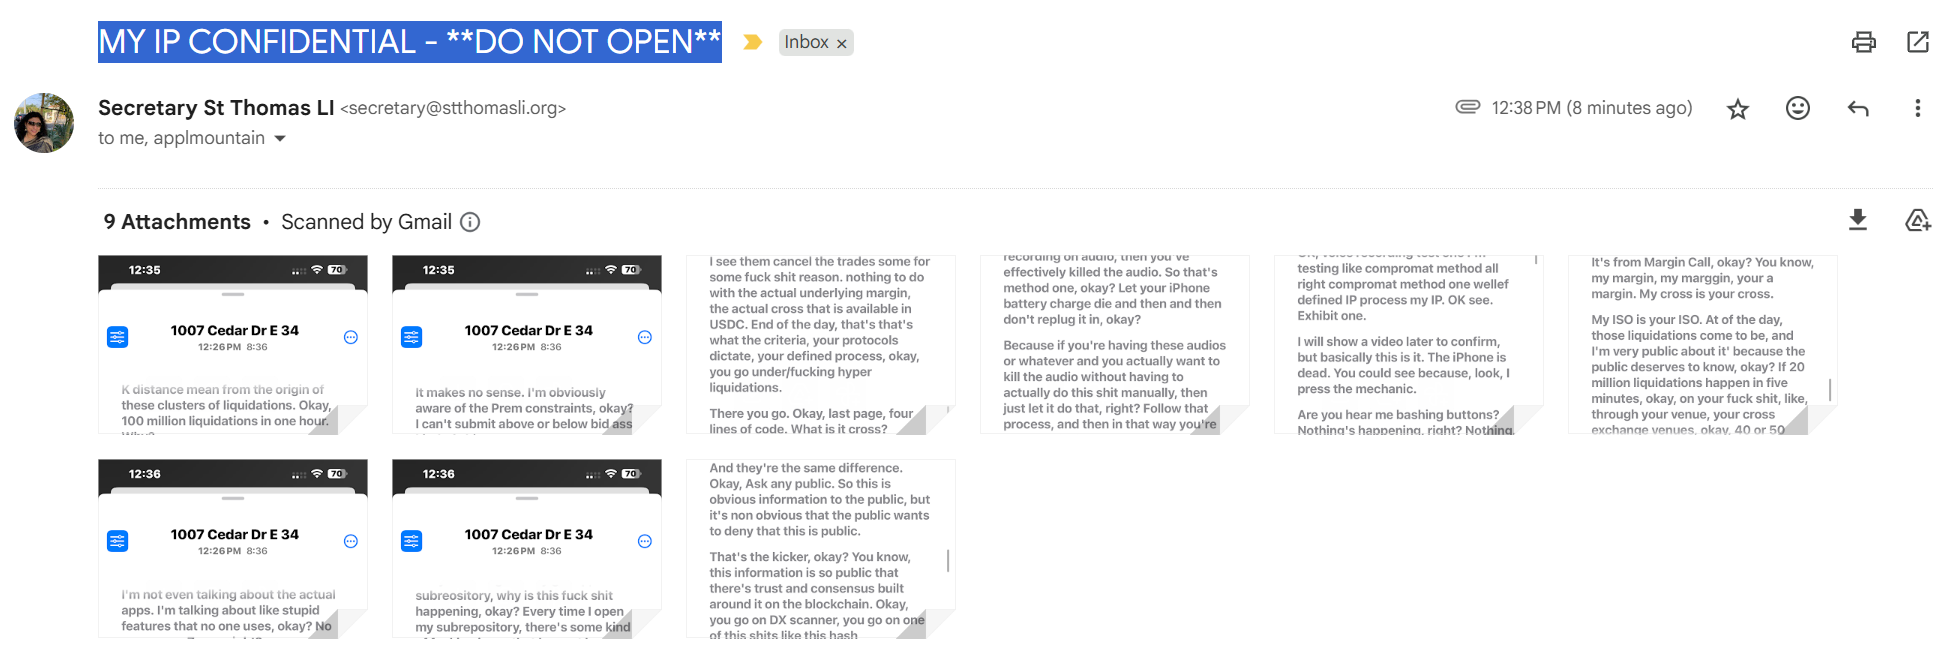 MY IP CONFIDENTIAL - **DO NOT OPEN**
Inbox x
Secretary St Thomas LI <secretary@stthomasli.org>
12:38 PM (8 minutes ago)
to me, applmountain
9 Attachments • Scanned by Gmail
12:35
70
1007 Cedar Dr E 34
12:26 PM 8:36
K distance mean from the origin of
these clusters of liquidations. Okay,
100 million liquidations in one hour.
12:35
70
1007 Cedar Dr E 34
12:26 PM 8:36
It makes no sense. I'm obviously
aware of the Prem constraints, okay?
I can't submit above or below bid ass
I see them cancel the trades some for
some fuck shit reason. nothing to do
with the actual underlying margin,
the actual cross that is available in
USDC. End of the day, that's that's
what the criteria, your protocols
dictate, your defined process, okay,
you go under/fucking hyper
liquidations.
There you go. Okay, last page, four
lines of code. What is it cross?
recording on audio, then you've
effectively killed the audio. So that's
method one, okay? Let your iPhone
battery charge die and then and then
don't replug it in, okay?
Because if you're having these audios
or whatever and you actually want to
kill the audio without having to
actually do this shit manually, then
just let it do that, right? Follow that
process, and then in that way you're
testing like compromat method all
right compromat method one wellef
defined IP process my IP. OK see.
Exhibit one.
I will show a video later to confirm,
but basically this is it. The iPhone is
dead. You could see because, look, I
press the mechanic.
Are you hear me bashing buttons?
Nothing's happening, right? Nothing
It's from Margin Call, okay? You know,
my margin, my marggin, your a
margin. My cross is your cross.
My ISO is your ISO. At of the day,
those liquidations come to be, and
I'm very public about it' because the
public deserves to know, okay? If 20
million liquidations happen in five
minutes, okay, on your fuck shit, like,
through your venue, your cross
exchange venues, okay, 40 or 50
12:36
70
1007 Cedar Dr E 34
12:26 PM 8:36
I'm not even talking about the actual
apps. I'm talking about like stupid
features that no one uses, okay? No
12:36
70
1007 Cedar Dr E 34
12:26 PM 8:36
subreository, why is this fuck shit
happening, okay? Every time I open
my subrepository, there's some kind
And they're the same difference.
Okay, Ask any public. So this is
obvious information to the public, but
it's non obvious that the public wants
to deny that this is public.
That's the kicker, okay? You know,
this information is so public that
there's trust and consensus built
around it on the blockchain. Okay,
you go on DX scanner, you go on one
of this shits like this hash